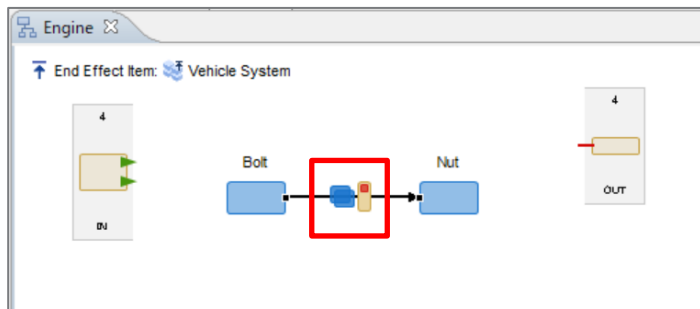 Engine
End Effect Item: Vehicle System
4
4
Bolt
Nut
OUT
IN